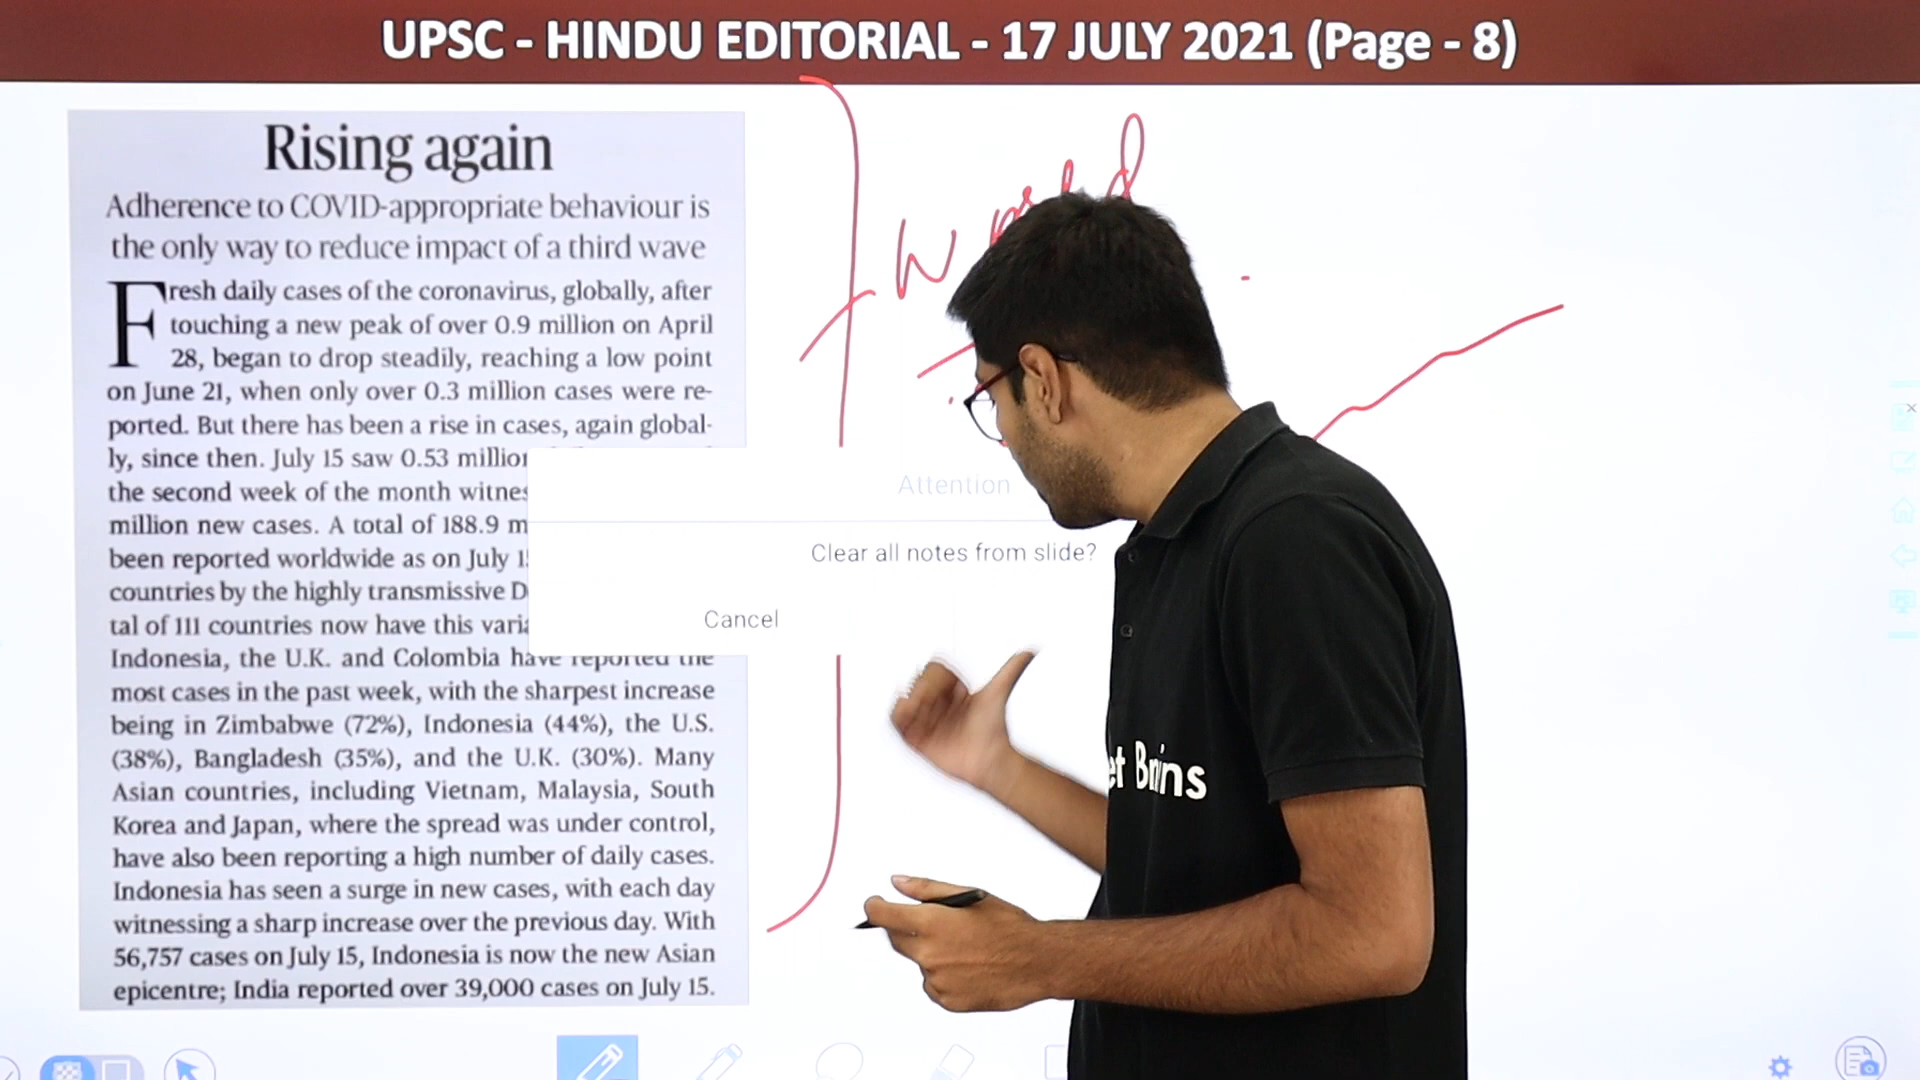 UPSC - HINDU EDITORIAL - 17 JULY 2021 (Page - 8)
Rising again
Adherence to COVID-appropriate behaviour is
the only way to reduce impact of a third wave
Fresh daily cases of the coronavirus, globally, after
touching a new peak of over 0.9 million on April
28, began to drop steadily, reaching a low point
on June 21, when only over 0.3 million cases were re-
ported. But there has been a rise in cases, again global-
ly, since then. July 15 saw 0.53 million
the second week of the month
million new cases. A total of 188.9
been reported worldwide as on July
countries by the highly transmissive
tal of 111 countries now have this
Indonesia, the U.K. and Colombia have reported the
most cases in the past week, with the sharpest increase
being in Zimbabwe (72%), Indonesia (44%), the U.S.
(38%), Bangladesh (35%), and the U.K. (30%). Many
Asian countries, including Vietnam, Malaysia, South
Korea and Japan, where the spread was under control,
have also been reporting a high number of daily cases.
Indonesia has seen a surge in new cases, with each day
witnessing a sharp increase over the previous day. With
56,757 cases on July 15, Indonesia is now the new Asian
epicentre; India reported over 39,000 cases on July 15.
Attention
Clear all notes from slide?
Cancel